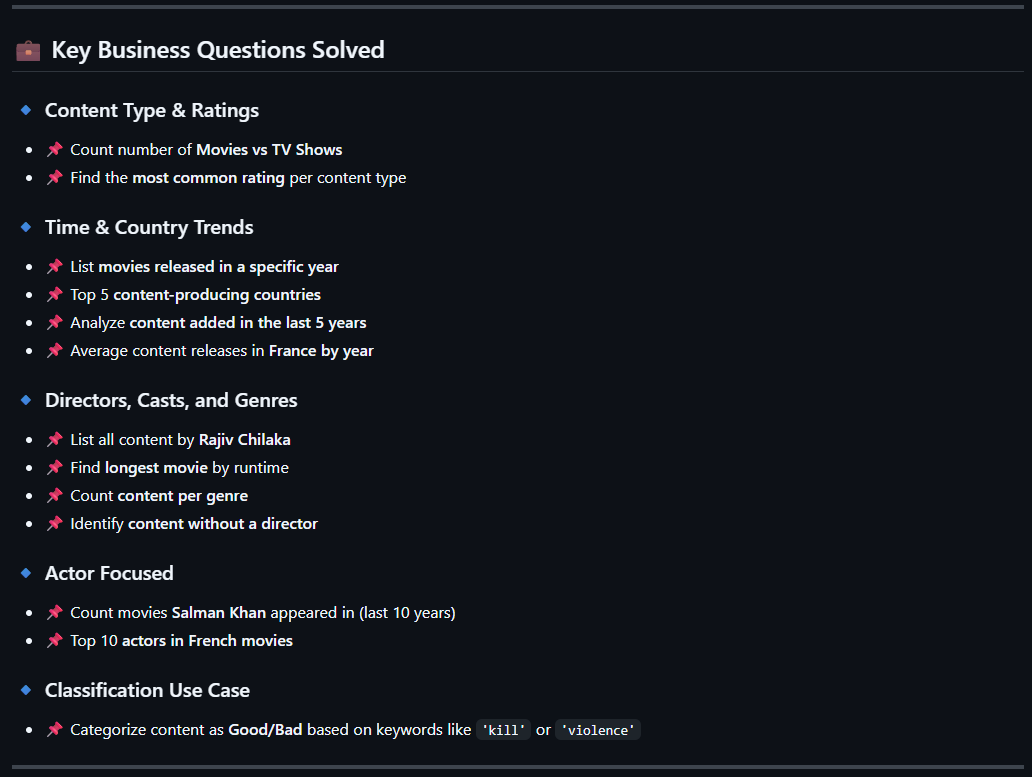 Key Business Questions Solved
Content Type & Ratings
Count number of Movies vs TV Shows
Find the most common rating per content type
Time & Country Trends
List movies released in a specific year
Top 5 content-producing countries
Analyze content added in the last 5 years
Average content releases in France by year
Directors, Casts, and Genres
List all content by Rajiv Chilaka
Find longest movie by runtime
Count content per genre
Identify content without a director
Actor Focused
Count movies Salman Khan appeared in (last 10 years)
Top 10 actors in French movies
Classification Use Case
Categorize content as Good/Bad based on keywords like 'kill' or 'violence'